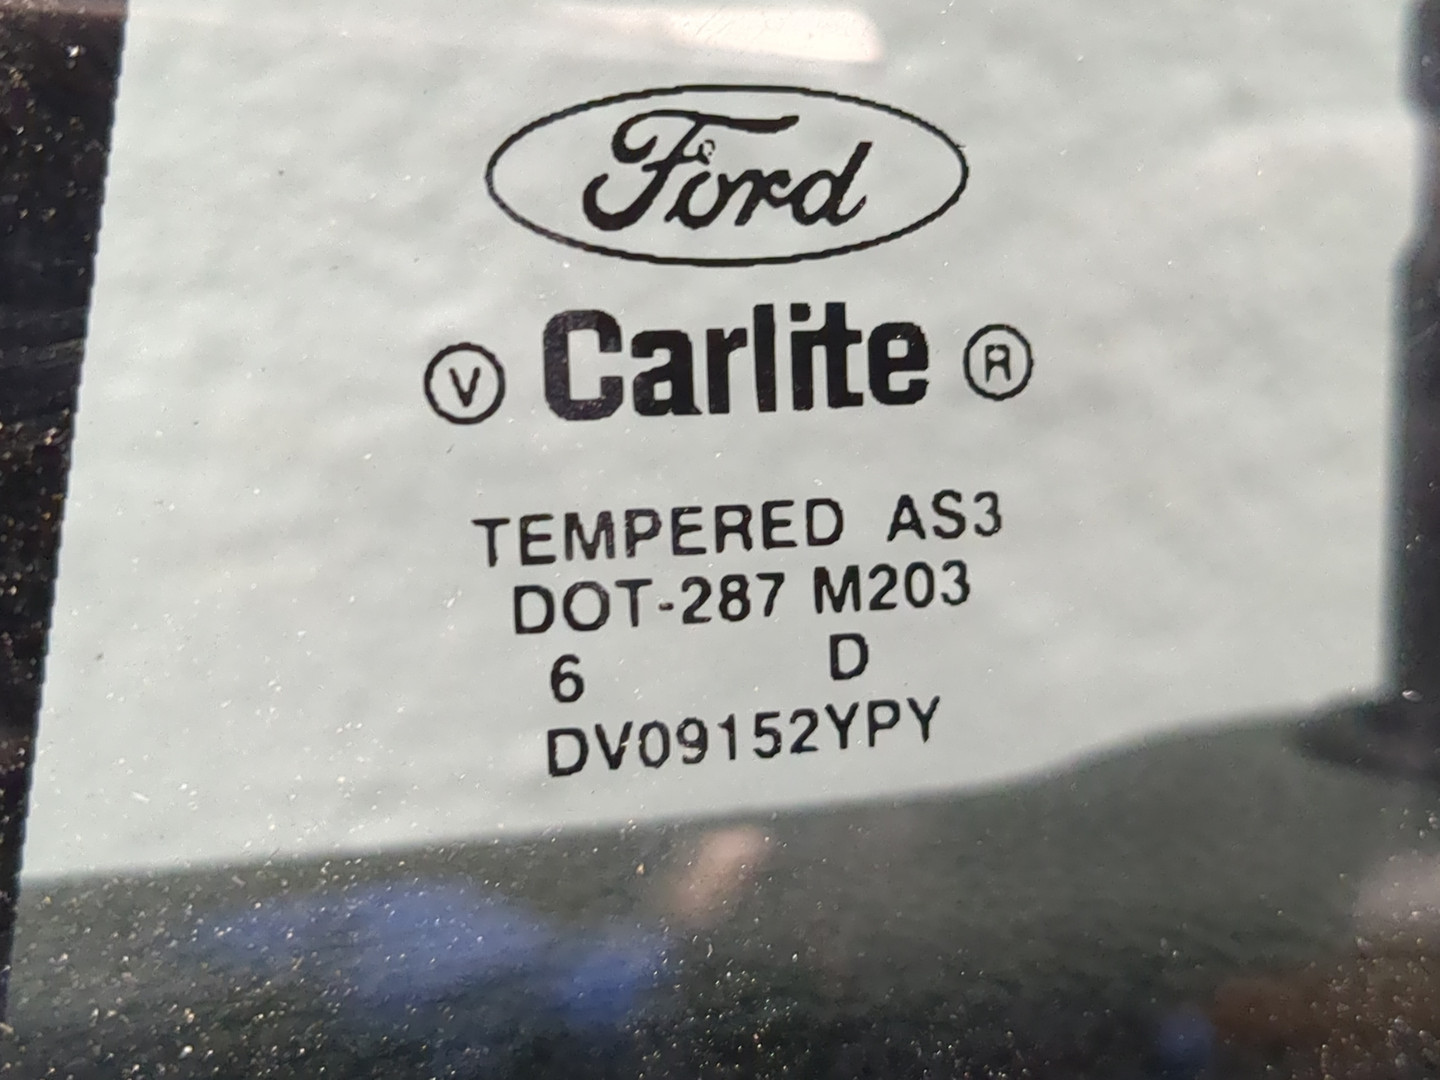 Ford
V Carlite R
TEMPERED AS3
DOT-287 M203
6 D
DV09152YPY